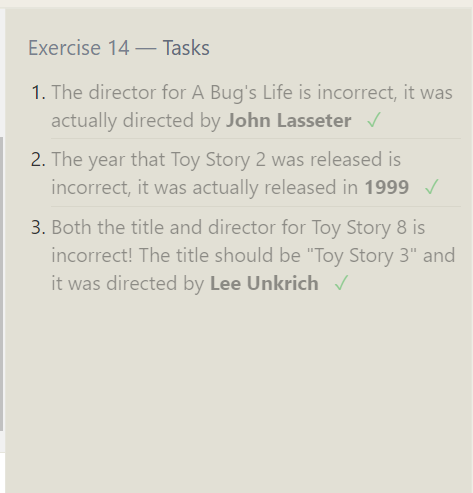 Exercise 14 — Tasks
1. The director for A Bug's Life is incorrect, it was
actually directed by John Lasseter ✓
2. The year that Toy Story 2 was released is
incorrect, it was actually released in 1999 ✓
3. Both the title and director for Toy Story 8 is
incorrect! The title should be "Toy Story 3" and
it was directed by Lee Unkrich ✓